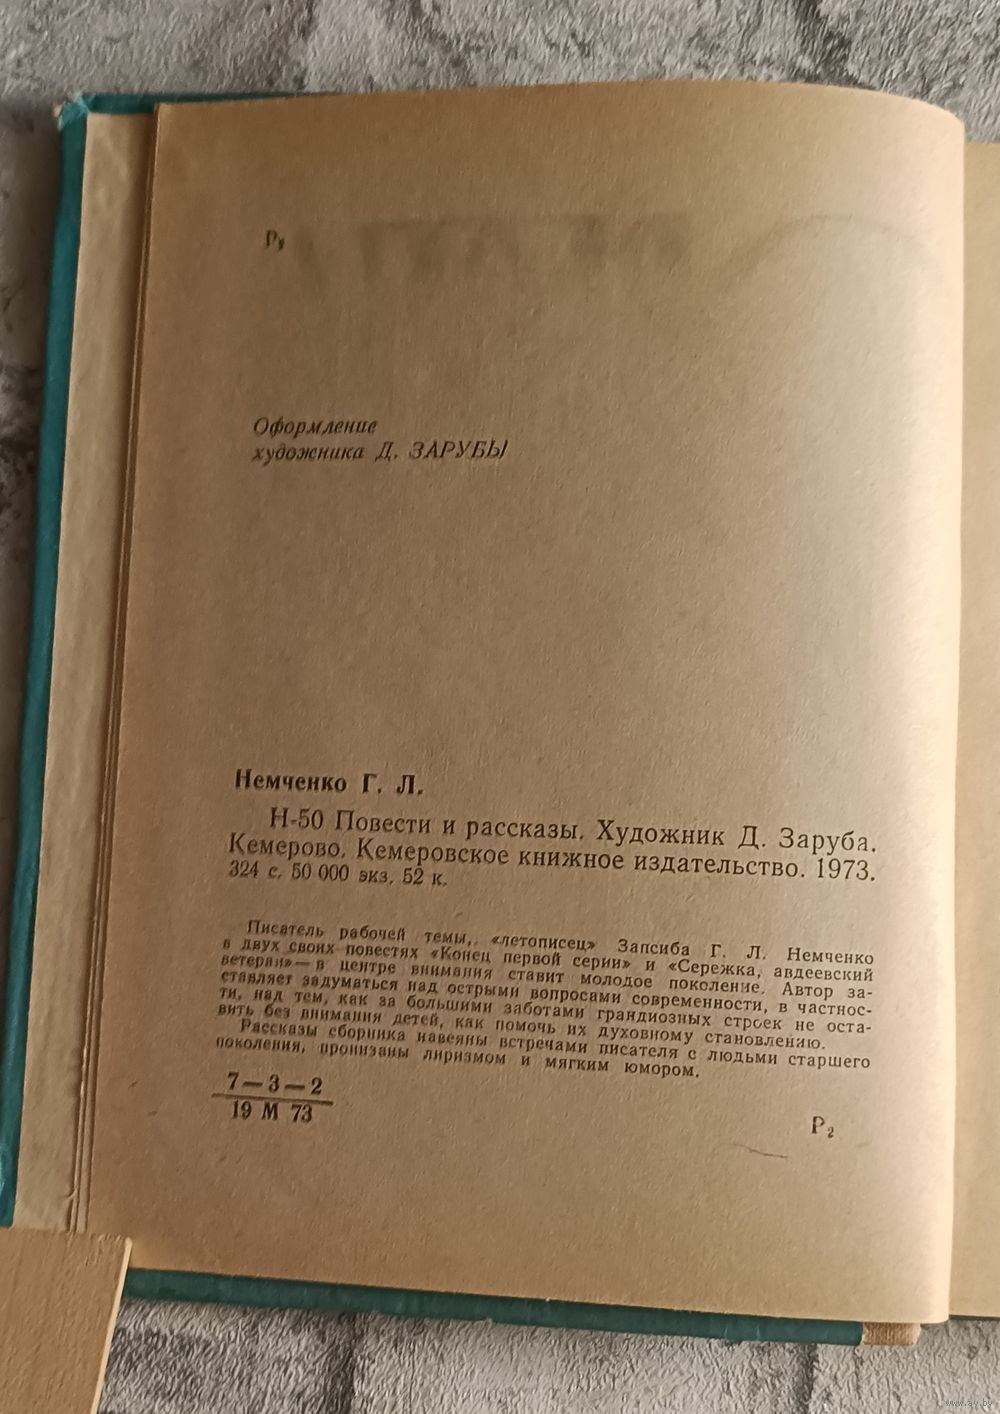 Р₂
Оформление
художника Д. ЗАРУБЫ
Немченко Г. Л.
Н-50 Повести и рассказы. Художник Д. Заруба.
Кемерово. Кемеровское книжное издательство. 1973.
324 с. 50 000 экз. 52 к.
Писатель рабочей темы,. «летописец» Запсиба Г. Л. Немченко
в двух своих повестях «Конец первой серии» и «Сережка, авдеевский
ветеран» — в центре внимания ставит молодое поколение. Автор за-
ставляет задуматься над острыми вопросами современности, в частнос-
ти, над тем, как за большими заботами грандиозных строек не оста-
вить без внимания детей, как помочь их духовному становлению.
Рассказы сборника навеяны встречами писателя с людьми старшего
поколения, пронизаны лиризмом и мягким юмором.
7—3—2
19 М 73
Р₂
www.ay.by